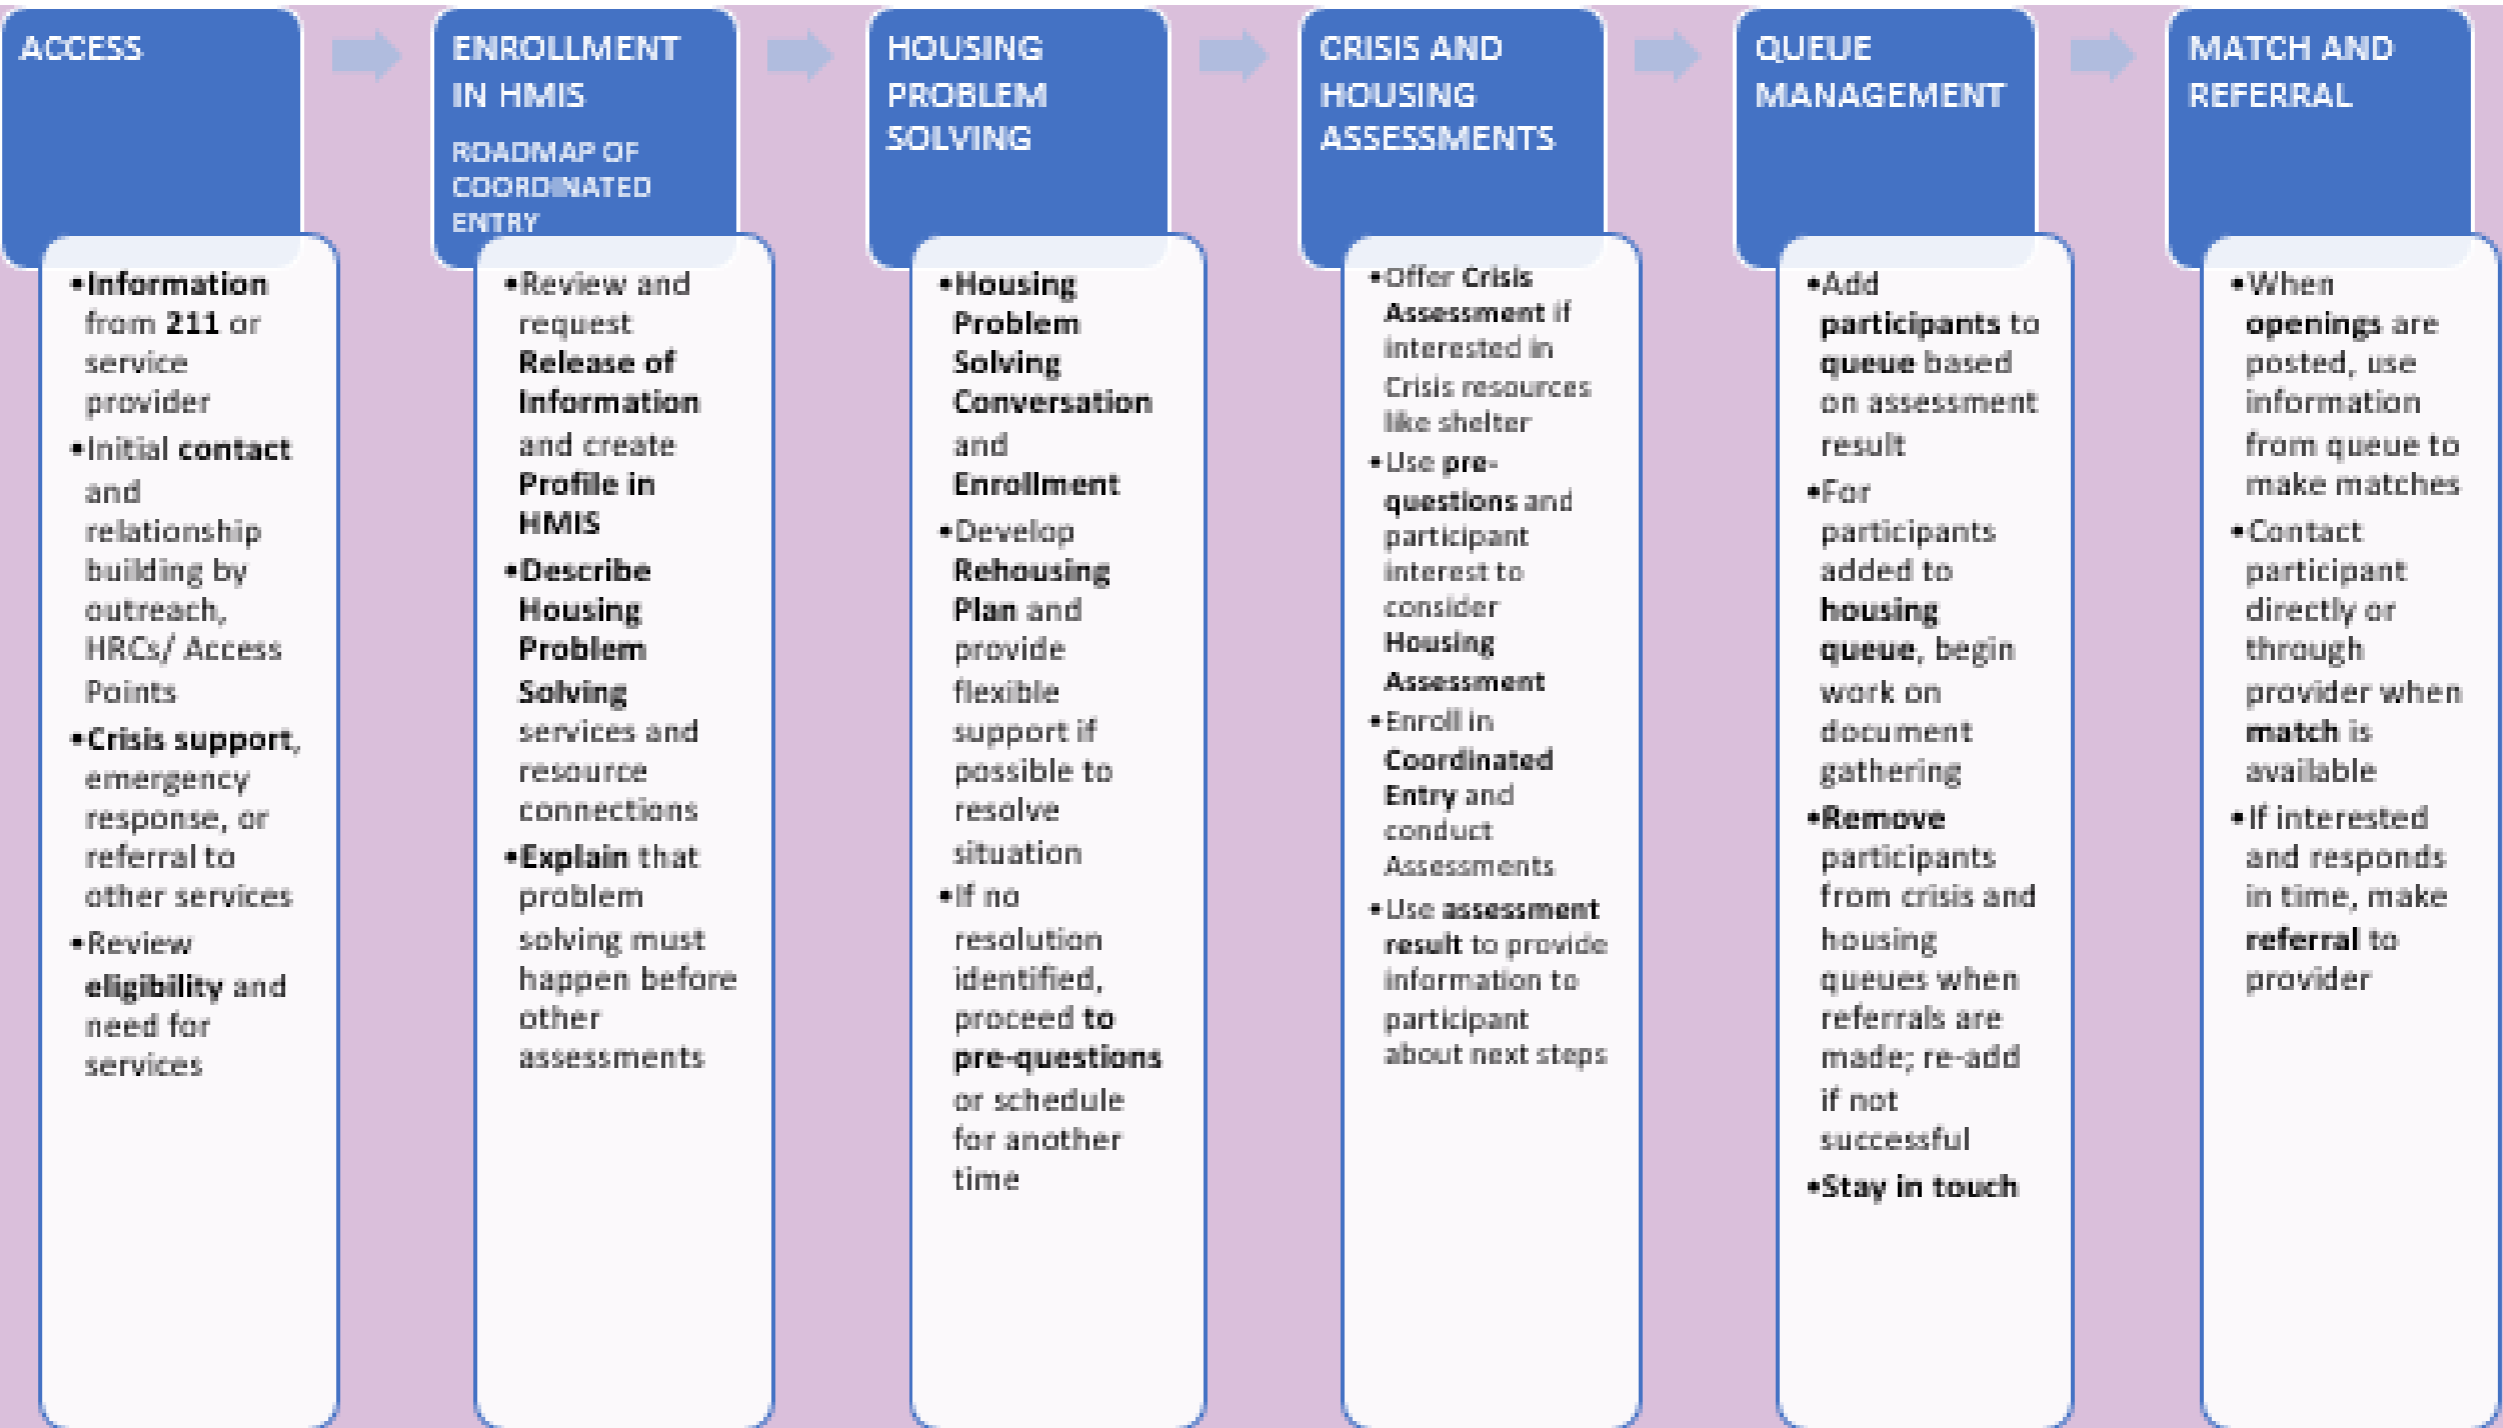 ACCESS
•Information
from 211 or
service
provider
•Initial contact
and
relationship
building by
outreach,
HRCs/ Access
Points
•Crisis support,
emergency
response, or
referral to
other services
•Review
eligibility and
need for
services
ENROLLMENT
IN HMIS
ROADMAP OF
COORDINATED
ENTRY
•Review and
request
Release of
Information
and create
Profile in
HMIS
•Describe
Housing
Problem
Solving
services and
resource
connections
•Explain that
problem
solving must
happen before
other
assessments
HOUSING
PROBLEM
SOLVING
•Housing
Problem
Solving
Conversation
and
Enrollment
•Develop
Rehousing
Plan and
provide
flexible
support if
possible to
resolve
situation
•If no
resolution
identified,
proceed to
pre-questions
or schedule
for another
time
CRISIS AND
HOUSING
ASSESSMENTS
•Offer Crisis
Assessment if
interested in
Crisis resources
like shelter
•Use pre-
questions and
participant
interest to
consider
Housing
Assessment
•Enroll in
Coordinated
Entry and
conduct
Assessments
•Use assessment
result to provide
information to
participant
about next steps
QUEUE
MANAGEMENT
•Add
participants to
queue based
on assessment
result
•For
participants
added to
housing
queue, begin
work on
document
gathering
•Remove
participants
from crisis and
housing
queues when
referrals are
made; re-add
if not
successful
•Stay in touch
MATCH AND
REFERRAL
•When
openings are
posted, use
information
from queue to
make matches
•Contact
participant
directly or
through
provider when
match is
available
•If interested
and responds
in time, make
referral to
provider